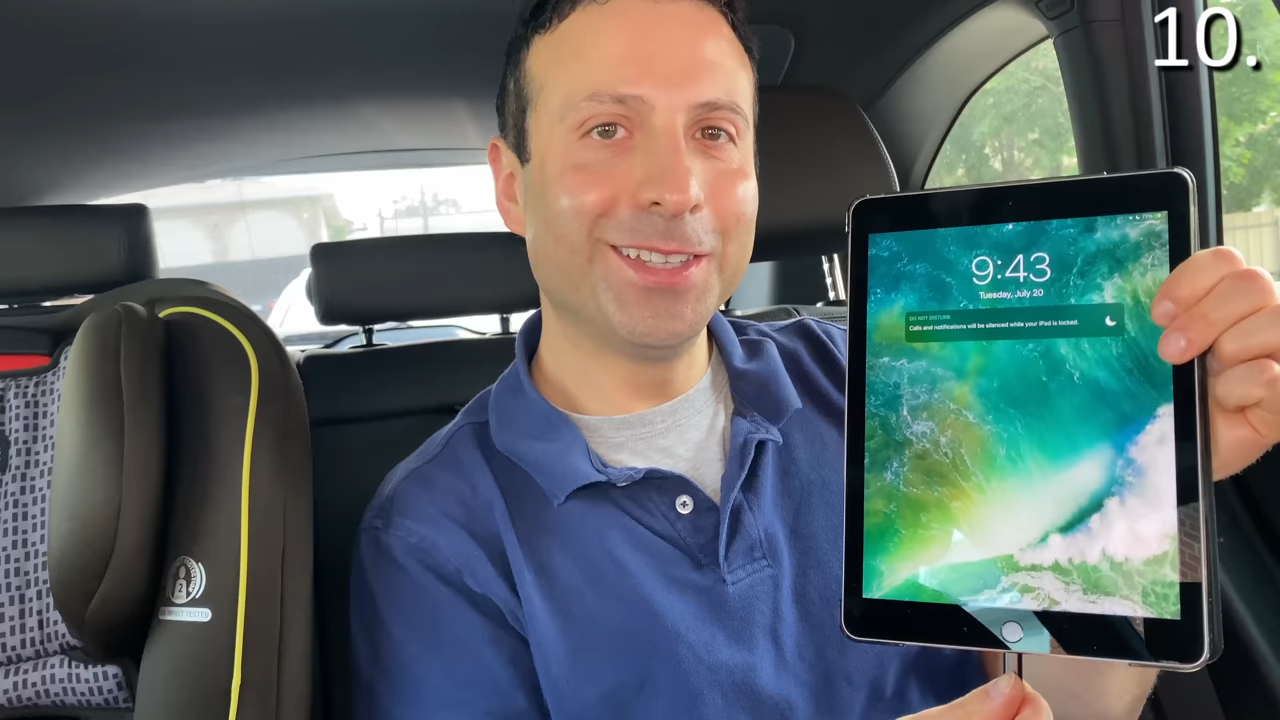 10.
9:43
Tuesday, July 20
DO NOT DISTURB
Calls and notifications will be silenced while your iPad is locked.
2